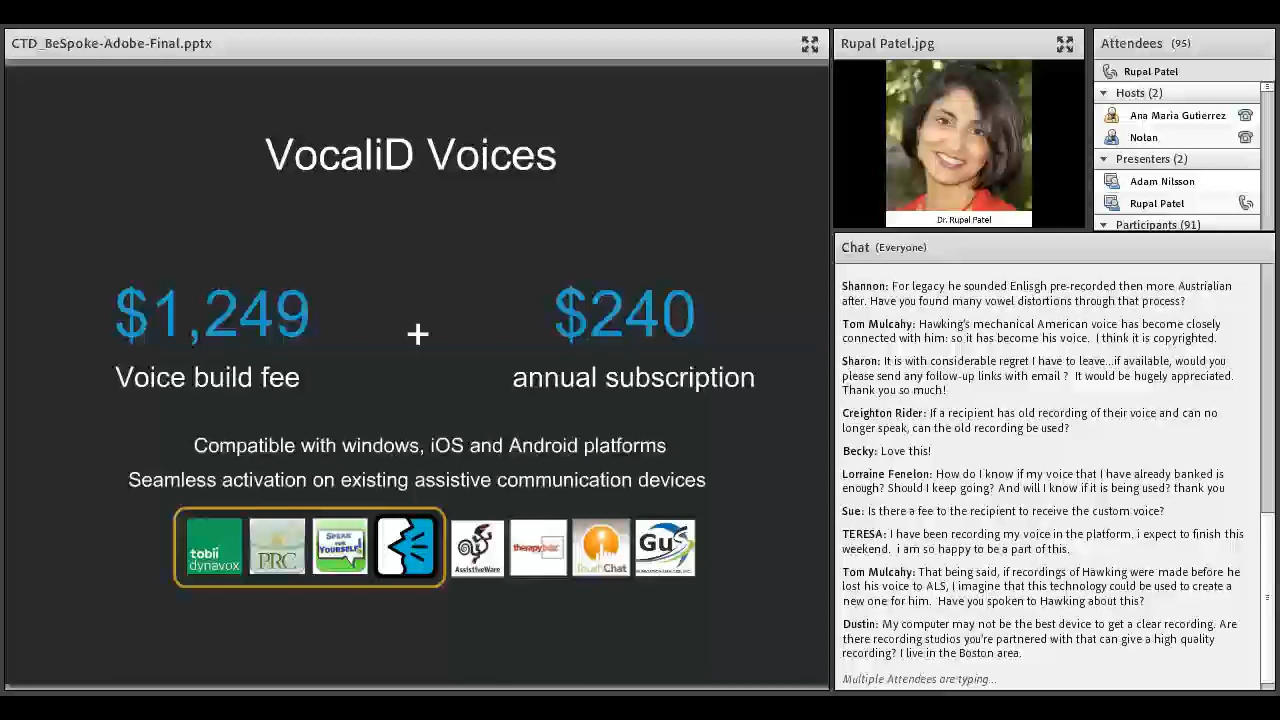 CTD_BeSpoke-Adobe-Final.pptx
VocaliD Voices
$1,249
+
$240
Voice build fee
annual subscription
Compatible with windows, iOS and Android platforms
Seamless activation on existing assistive communication devices
tobii
dynavox
PRC
SPEAK
FOR
YOURSELF!
AssistiveWare
therapy box
TouchChat
GuS
Rupal Patel.jpg
Dr. Rupal Patel
Attendees (95)
Rupal Patel
Hosts (2)
Ana Maria Gutierrez
Nolan
Presenters (2)
Adam Nilsson
Rupal Patel
Participants (91)
Chat (Everyone)
Shannon: For legacy he sounded Enlisgh pre-recorded then more Austrialian
after. Have you found many vowel distortions through that process?
Tom Mulcahy: Hawking's mechanical American voice has become closely
connected with him: so it has become his voice. I think it is copyrighted.
Sharon: It is with considerable regret I have to leave...if available, would you
please send any follow-up links with email ? It would be hugely appreciated.
Thank you so much!
Creighton Rider: If a recipient has old recording of their voice and can no
longer speak, can the old recording be used?
Becky: Love this!
Lorraine Fenelon: How do I know if my voice that I have already banked is
enough? Should I keep going? And will I know if it is being used? thank you
Sue: Is there a fee to the recipient to receive the custom voice?
TERESA: I have been recording my voice in the platform. i expect to finish this
weekend. i am so happy to be a part of this.
Tom Mulcahy: That being said, if recordings of Hawking were made before he
lost his voice to ALS, I imagine that this technology could be used to create a
new one for him. Have you spoken to Hawking about this?
Dustin: My computer may not be the best device to get a clear recording. Are
there recording studios you're partnered with that can give a high quality
recording? I live in the Boston area.
Multiple Attendees are typing...